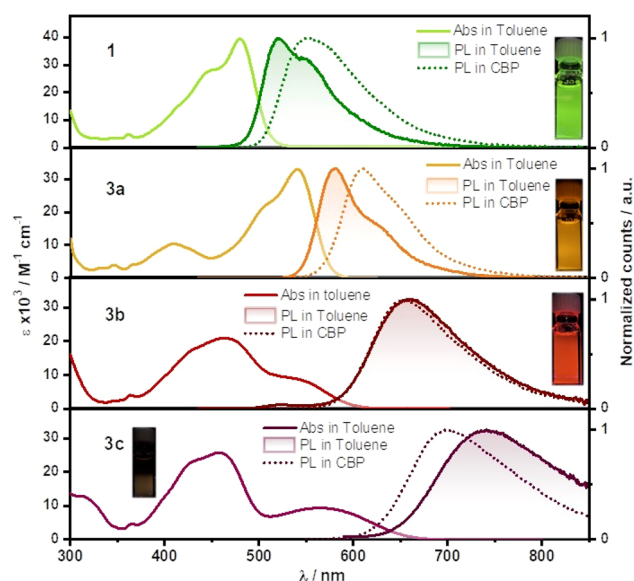 1
Abs in Toluene
PL in Toluene
PL in CBP
40
30
20
10
0
1
0
3a
Abs in Toluene
PL in Toluene
PL in CBP
30
20
10
0
1
0
3b
Abs in toluene
PL in Toluene
PL in CBP
30
20
10
0
1
0
3c
Abs in Toluene
PL in Toluene
PL in CBP
30
20
10
0
1
0
ε x10³ / M⁻¹ cm⁻¹
Normalized counts / a.u.
300 400 500 600 700 800
λ / nm